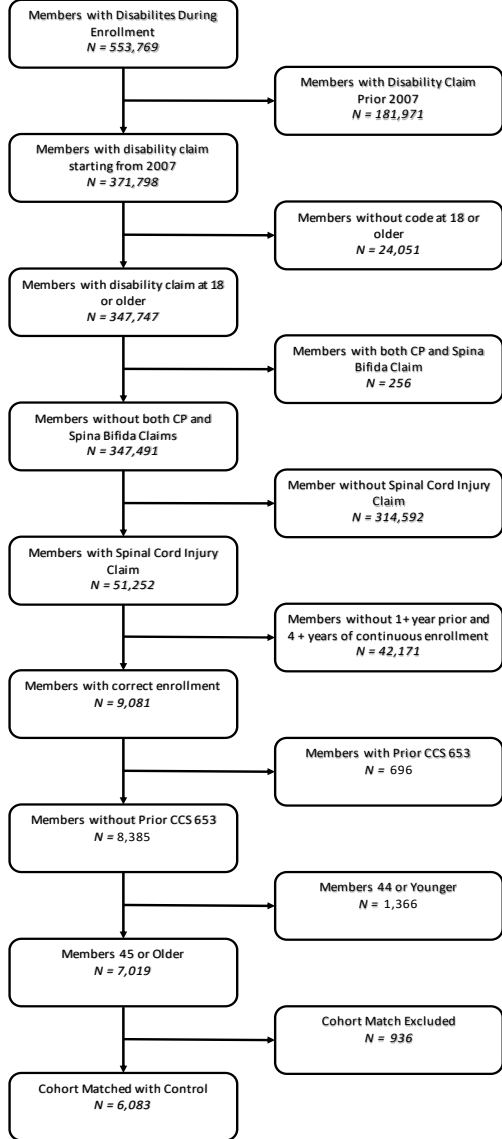 Members with Disabilites During
Enrollment
N = 553,769
Members with Disability Claim
Prior 2007
N = 181,971
Members with disability claim
starting from 2007
N = 371,798
Members without code at 18 or
older
N = 24,051
Members with disability claim at 18
or older
N = 347,747
Members with both CP and Spina
Bifida Claim
N = 256
Members without both CP and
Spina Bifida Claims
N = 347,491
Member without Spinal Cord Injury
Claim
N = 314,592
Members with Spinal Cord Injury
Claim
N = 51,252
Members without 1+ year prior and
4 + years of continuous enrollment
N = 42,171
Members with correct enrollment
N = 9,081
Members with Prior CCS 653
N = 696
Members without Prior CCS 653
N = 8,385
Members 44 or Younger
N = 1,366
Members 45 or Older
N = 7,019
Cohort Match Excluded
N = 936
Cohort Matched with Control
N = 6,083